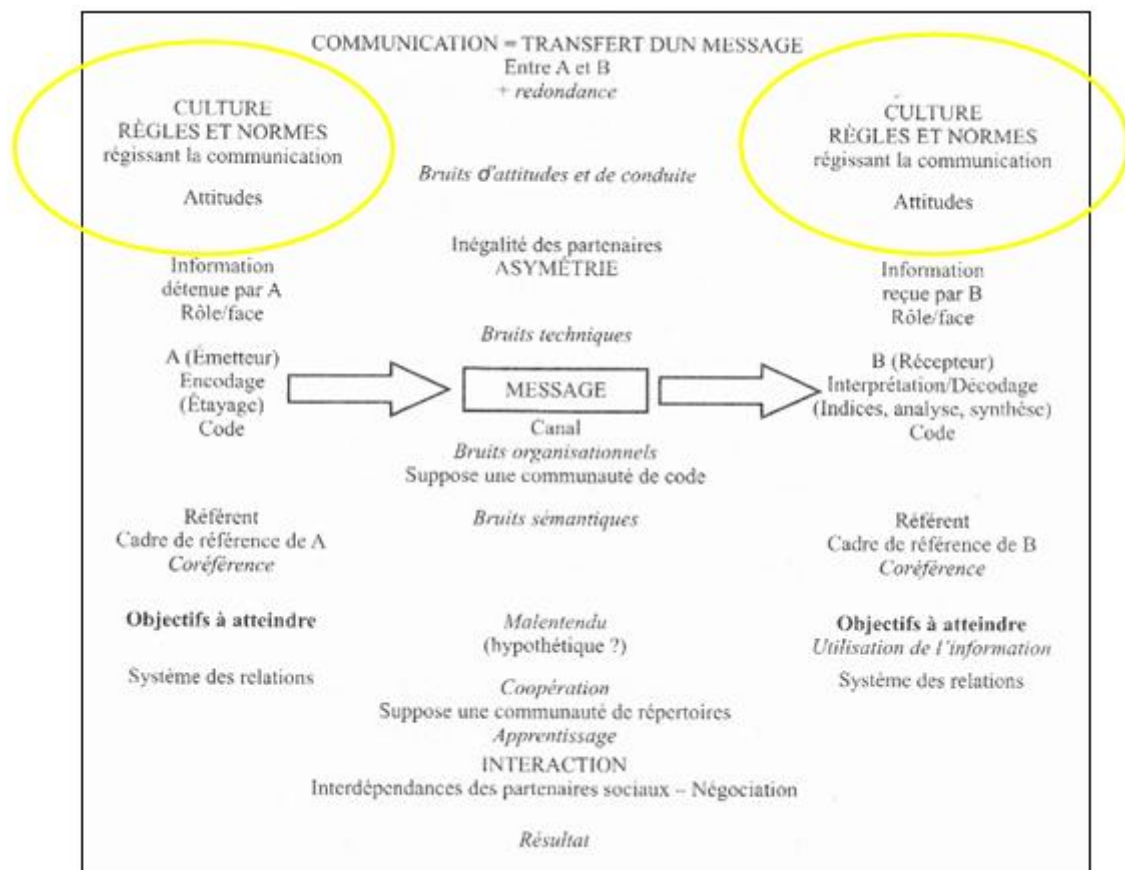 COMMUNICATION = TRANSFERT DUN MESSAGE
Entre A et B
+ redondance
CULTURE
RÈGLES ET NORMES
régissant la communication
Attitudes
Bruits d'attitudes et de conduite
CULTURE
RÈGLES ET NORMES
régissant la communication
Attitudes
Inégalité des partenaires
ASYMÉTRIE
Information
détenue par A
Rôle/face
Information
reçue par B
Rôle/face
Bruits techniques
A (Émetteur)
Encodage
(Étayage)
Code
MESSAGE
Canal
Bruits organisationnels
Suppose une communauté de code
B (Récepteur)
Interprétation/Décodage
(Indices, analyse, synthèse)
Code
Référent
Cadre de référence de A
Coréférence
Bruits sémantiques
Référent
Cadre de référence de B
Coréférence
Objectifs à atteindre
Système des relations
Malentendu
(hypothétique ?)
Objectifs à atteindre
Utilisation de l'information
Système des relations
Coopération
Suppose une communauté de répertoires
Apprentissage
INTERACTION
Interdépendances des partenaires sociaux – Négociation
Résultat